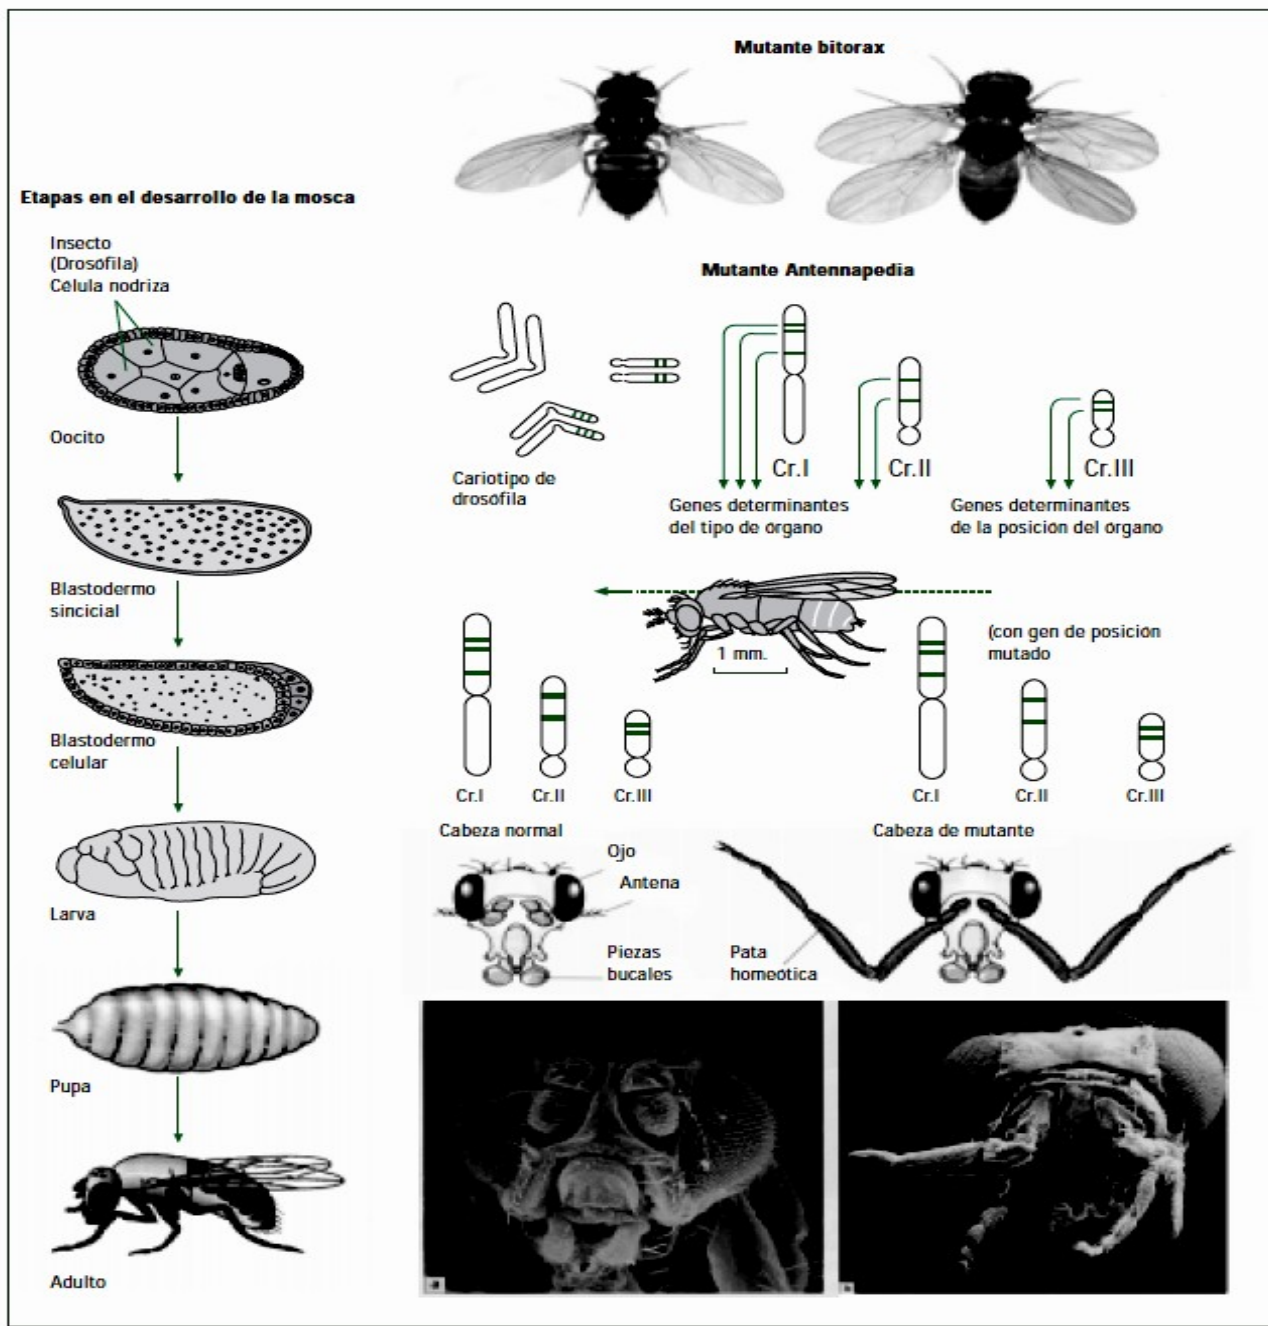 Mutante bitorax
Etapas en el desarrollo de la mosca
Insecto
(Drosófila)
Célula nodriza
Oocito
Blastodermo
sincicial
Blastodermo
celular
Larva
Pupa
Adulto
Mutante Antennapedia
Cariotipo de
drosófila
Cr.I
Cr.II
Cr.III
Genes determinantes
del tipo de órgano
Genes determinantes
de la posición del órgano
1 mm.
(con gen de posición
mutado
Cr.I
Cr.II
Cr.III
Cr.I
Cr.II
Cr.III
Cabeza normal
Ojo
Antena
Piezas
bucales
Cabeza de mutante
Pata
homeótica